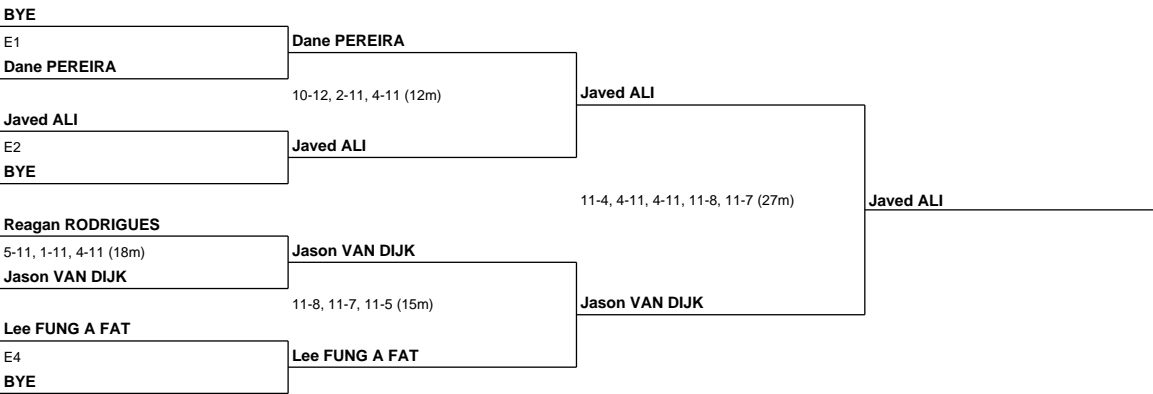 BYE
E1
Dane PEREIRA
Dane PEREIRA
10-12, 2-11, 4-11 (12m)
Javed ALI
Javed ALI
E2
BYE
Javed ALI
11-4, 4-11, 4-11, 11-8, 11-7 (27m)
Javed ALI
Reagan RODRIGUES
5-11, 1-11, 4-11 (18m)
Jason VAN DIJK
Jason VAN DIJK
11-8, 11-7, 11-5 (15m)
Jason VAN DIJK
Lee FUNG A FAT
E4
BYE
Lee FUNG A FAT